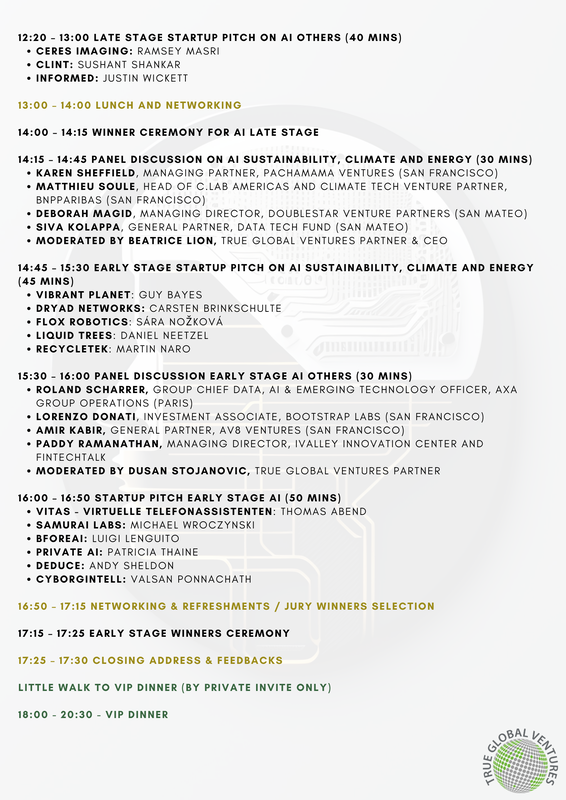 12:20 – 13:00 LATE STAGE STARTUP PITCH ON AI OTHERS (40 MINS)
• CERES IMAGING: RAMSEY MASRI
• CLINT: SUSHANT SHANKAR
• INFORMED: JUSTIN WICKETT
13:00 – 14:00 LUNCH AND NETWORKING
14:00 – 14:15 WINNER CEREMONY FOR AI LATE STAGE
14:15 – 14:45 PANEL DISCUSSION ON AI SUSTAINABILITY, CLIMATE AND ENERGY (30 MINS)
• KAREN SHEFFIELD, MANAGING PARTNER, PACHAMAMA VENTURES (SAN FRANCISCO)
• MATTHIEU SOULE, HEAD OF C.LAB AMERICAS AND CLIMATE TECH VENTURE PARTNER,
BNPPARIBAS (SAN FRANCISCO)
• DEBORAH MAGID, MANAGING DIRECTOR, DOUBLESTAR VENTURE PARTNERS (SAN MATEO)
• SIVA KOLAPPA, GENERAL PARTNER, DATA TECH FUND (SAN MATEO)
• MODERATED BY BEATRICE LION, TRUE GLOBAL VENTURES PARTNER & CEO
14:45 – 15:30 EARLY STAGE STARTUP PITCH ON AI SUSTAINABILITY, CLIMATE AND ENERGY
(45 MINS)
• VIBRANT PLANET: GUY BAYES
• DRYAD NETWORKS: CARSTEN BRINKSCHULTE
• FLOX ROBOTICS: SÁRA NOŽKOVÁ
• LIQUID TREES: DANIEL NEETZEL
• RECYCLETEK: MARTIN NARO
15:30 – 16:00 PANEL DISCUSSION EARLY STAGE AI OTHERS (30 MINS)
• ROLAND SCHARRER, GROUP CHIEF DATA, AI & EMERGING TECHNOLOGY OFFICER, AXA
GROUP OPERATIONS (PARIS)
• LORENZO DONATI, INVESTMENT ASSOCIATE, BOOTSTRAP LABS (SAN FRANCISCO)
• AMIR KABIR, GENERAL PARTNER, AV8 VENTURES (SAN FRANCISCO)
• PADDY RAMANATHAN, MANAGING DIRECTOR, IVALLEY INNOVATION CENTER AND
FINTECHTALK
• MODERATED BY DUSAN STOJANOVIC, TRUE GLOBAL VENTURES PARTNER
16:00 – 16:50 STARTUP PITCH EARLY STAGE AI (50 MINS)
• VITAS - VIRTUELLE TELEFONASSISTENTEN: THOMAS ABEND
• SAMURAI LABS: MICHAEL WROCZYNSKI
• BFOREAI: LUIGI LENGUITO
• PRIVATE AI: PATRICIA THAINE
• DEDUCE: ANDY SHELDON
• CYBORGINTELL: VALSAN PONNACHATH
16:50 – 17:15 NETWORKING & REFRESHMENTS / JURY WINNERS SELECTION
17:15 – 17:25 EARLY STAGE WINNERS CEREMONY
17:25 – 17:30 CLOSING ADDRESS & FEEDBACKS
LITTLE WALK TO VIP DINNER (BY PRIVATE INVITE ONLY)
18:00 - 20:30 - VIP DINNER
TRUE GLOBAL VENTURES